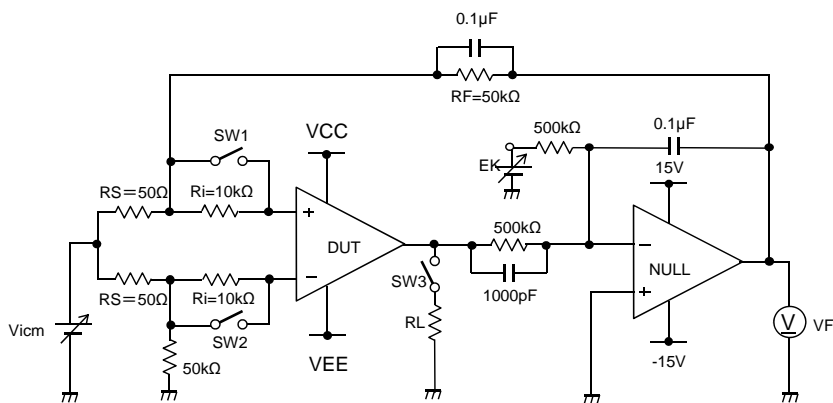 0.1μF
RF=50kΩ
SW1
VCC
500kΩ
0.1μF
EK
15V
RS=50Ω
Ri=10kΩ
+
DUT
−
500kΩ
−
NULL
+
RS=50Ω
Ri=10kΩ
SW3
1000pF
Vicm
SW2
RL
V
VF
50kΩ
VEE
-15V